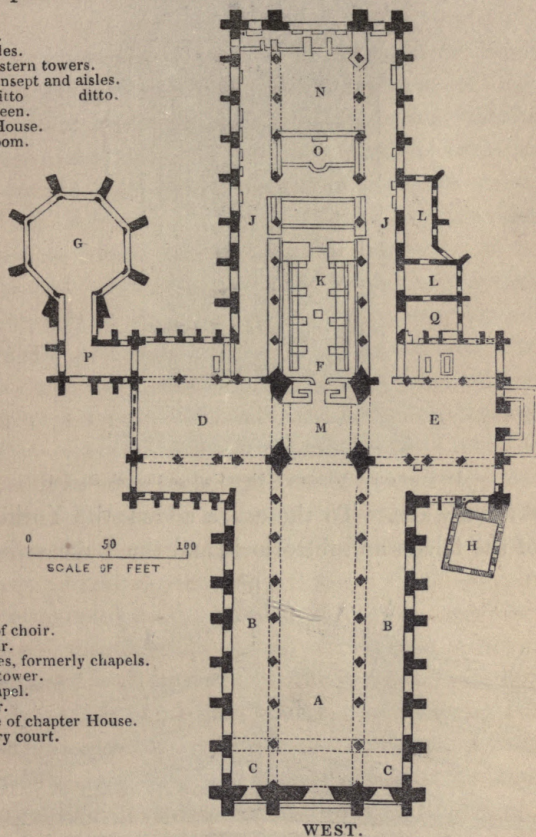 les.
stern towers.
nsept and aisles.
itto ditto.
een.
House.
oom.
N
O
J J
G
L
K
L
Q
P
F
D M E
0 50 100
SCALE OF FEET
H
B B
f choir.
r.
es, formerly chapels.
tower.
apel.
r.
e of chapter House.
ry court.
A
C C
WEST.